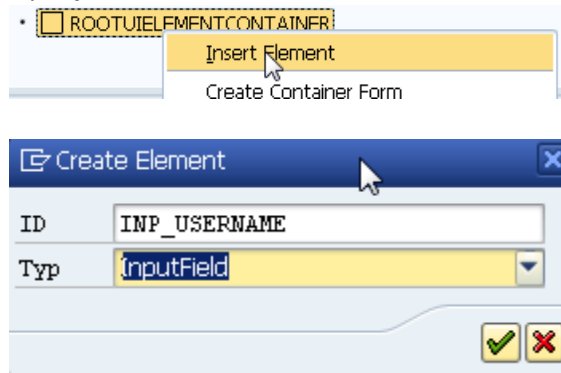 ROOTUIELEMENTCONTAINER
Insert Element
Create Container Form
Create Element
ID INP_USERNAME
Typ InputField